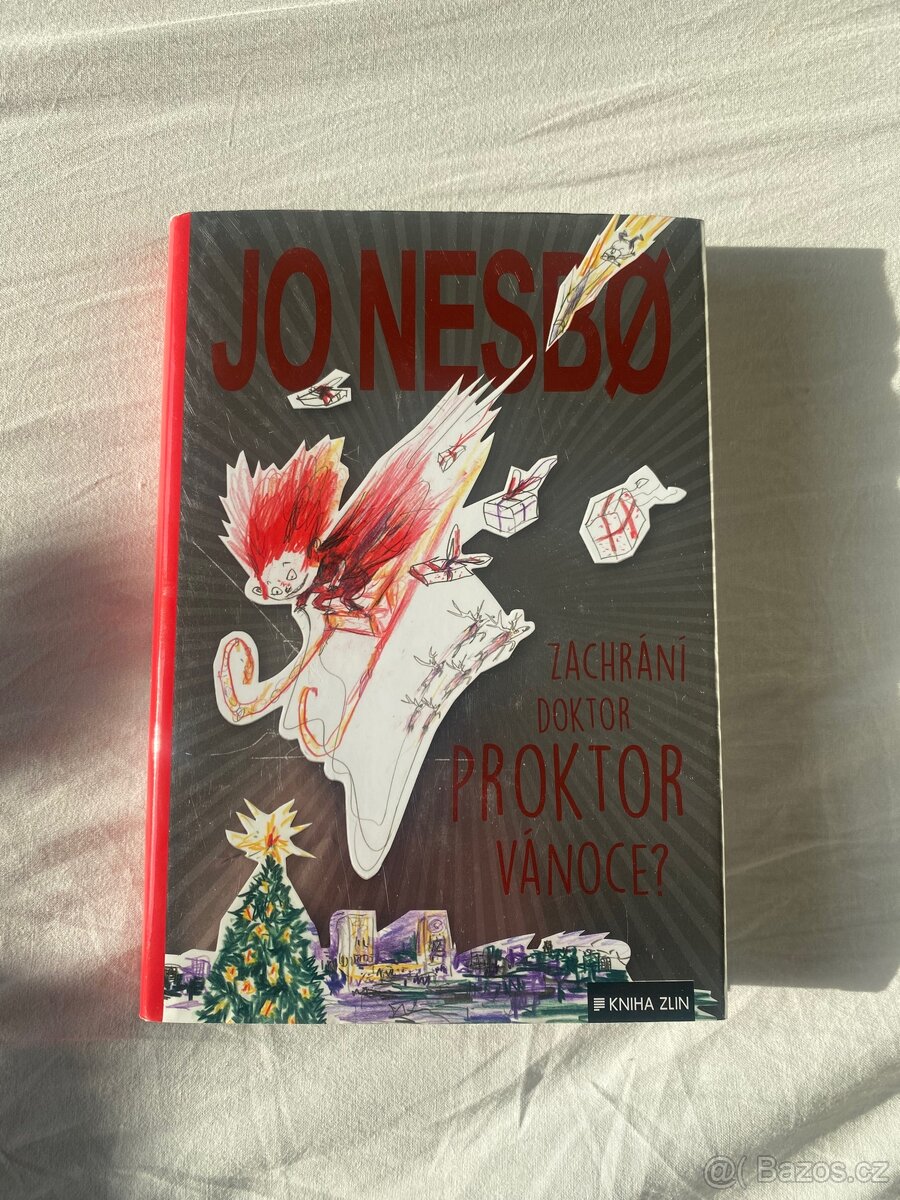 JO NESBØ
ZACHRÁNÍ
DOKTOR
PROKTOR
VÁNOCE?
KNIHA ZLIN
@( Bazos.cz